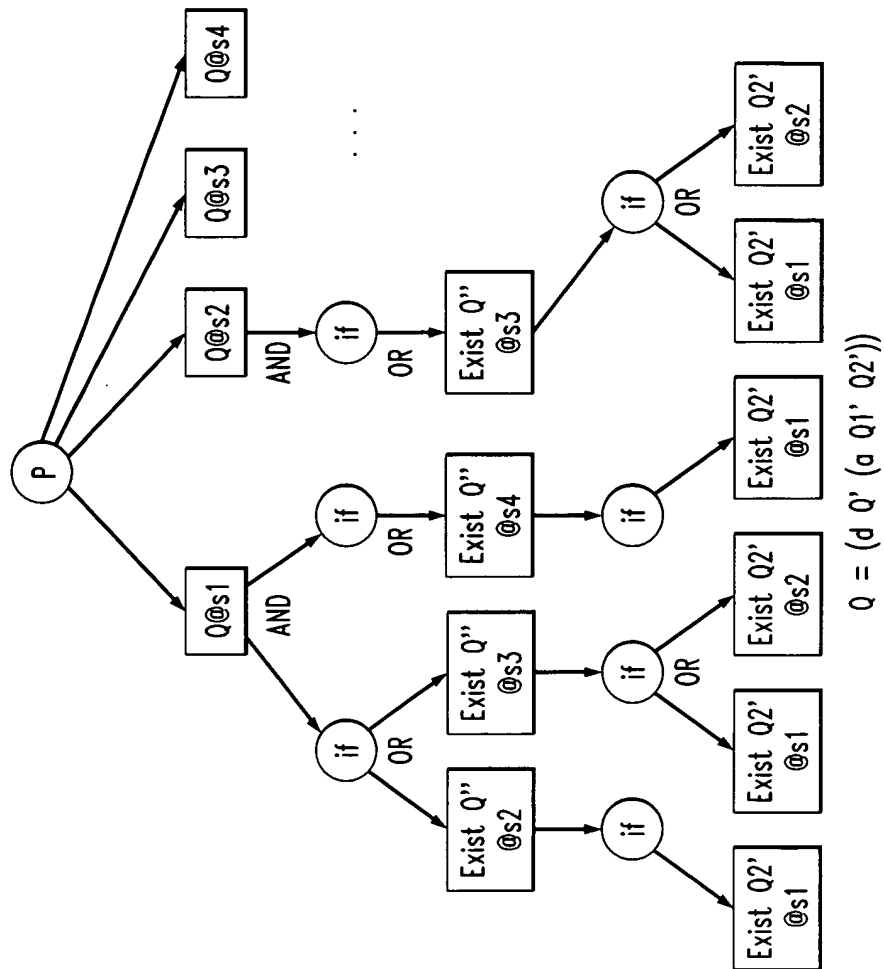 P
Q@s1
Q@s2
Q@s3
Q@s4
AND
AND
if
if
if
. . .
OR
OR
OR
Exist Q"
@s2
Exist Q"
@s3
Exist Q"
@s4
Exist Q"
@s3
if
if
if
if
OR
OR
Exist Q2'
@s1
Exist Q2'
@s1
Exist Q2'
@s2
Exist Q2'
@s1
Exist Q2'
@s1
Exist Q2'
@s2
Q = (d Q' (a Q1' Q2'))